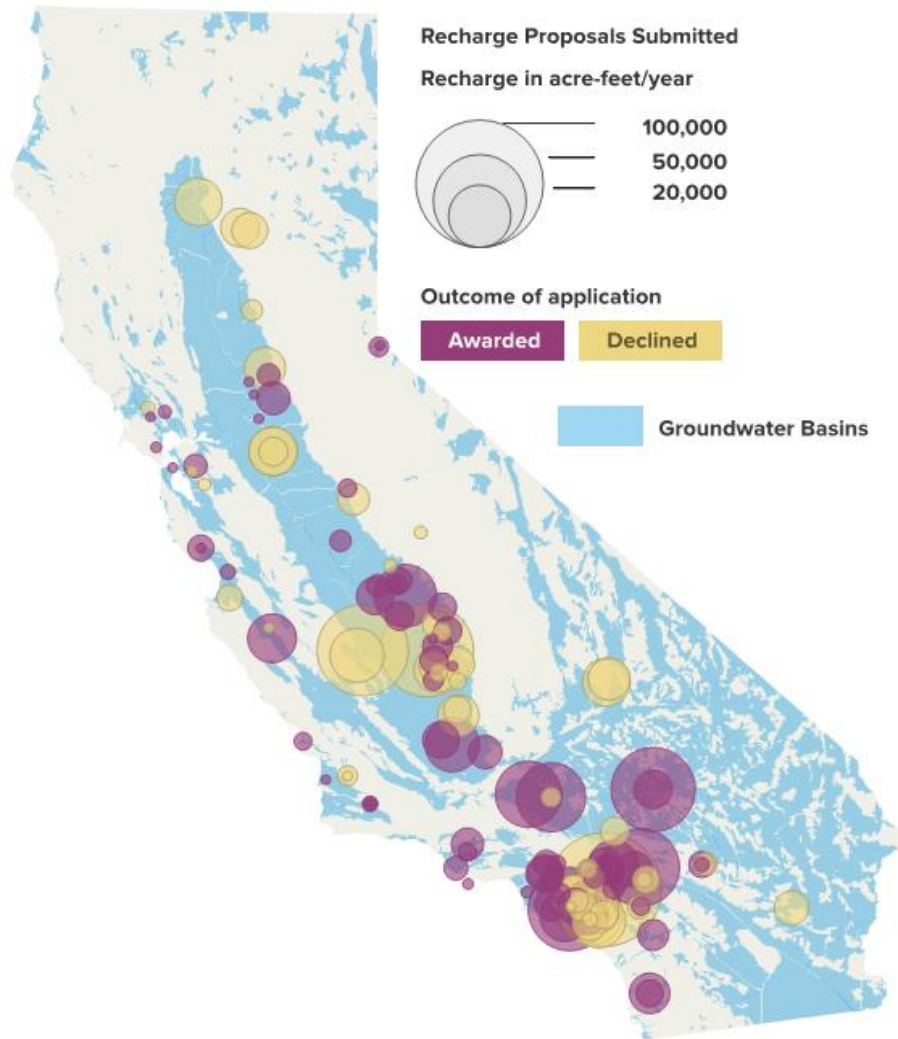 Recharge Proposals Submitted
Recharge in acre-feet/year
100,000
50,000
20,000
Outcome of application
Awarded
Declined
Groundwater Basins